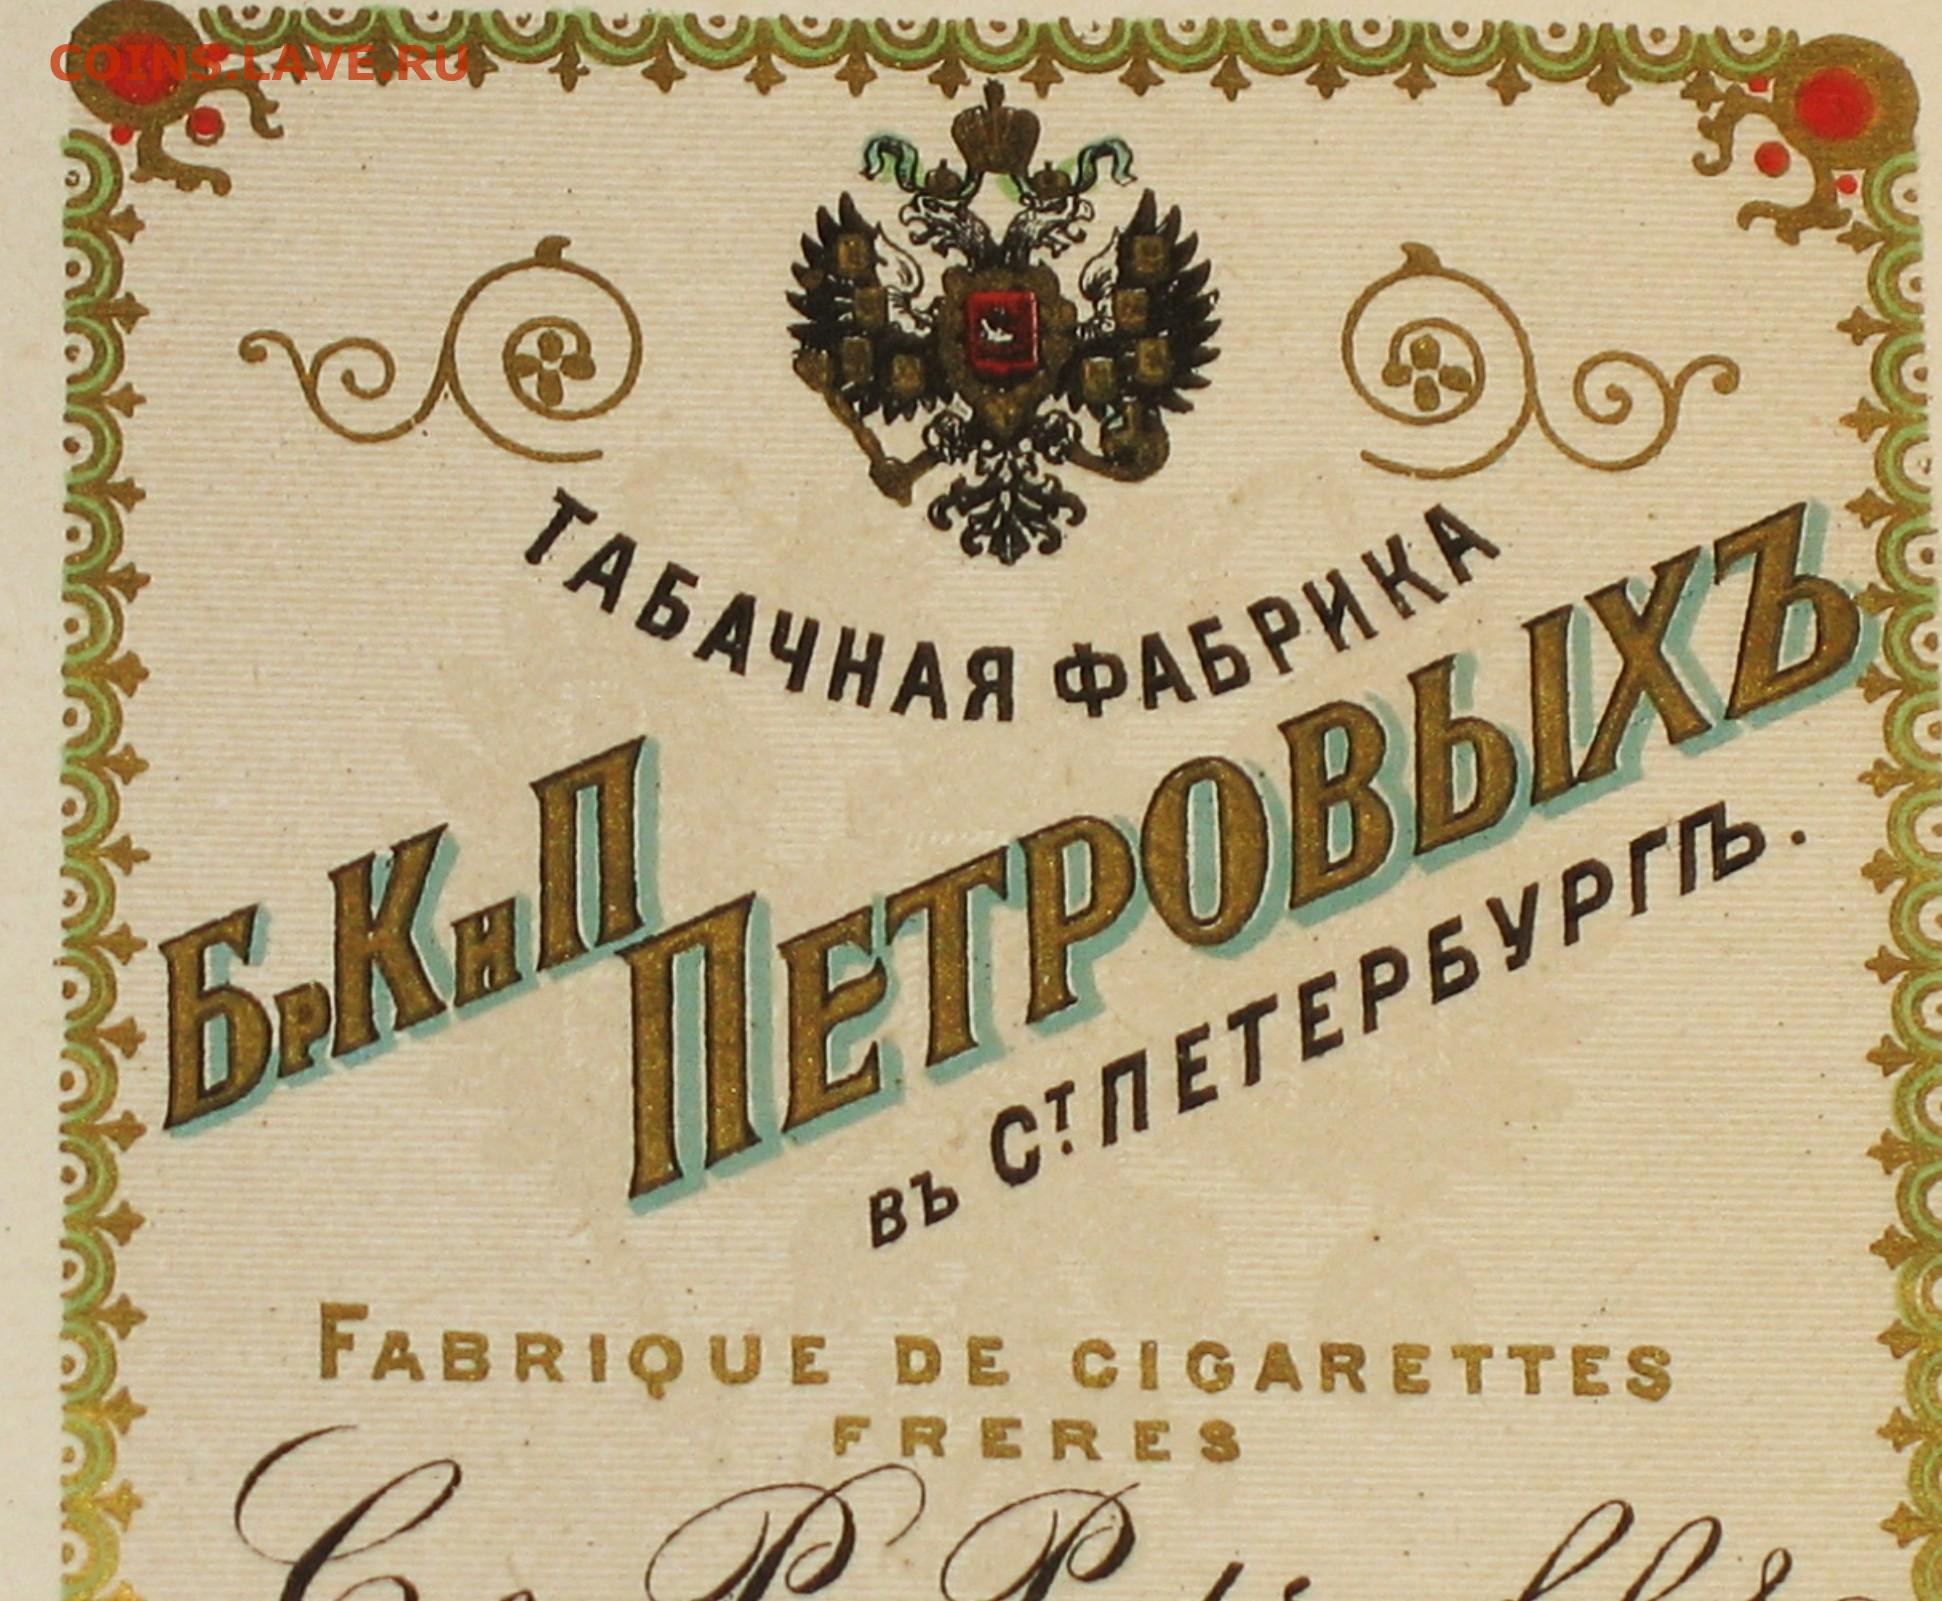 COINS.LAVE.RU
ТАБАЧНАЯ ФАБРИКА
БР К И П
ПЕТРОВЫХЪ
ВЪ СТ. ПЕТЕРБУРГѢ.
FABRIQUE DE CIGARETTES
FRERES